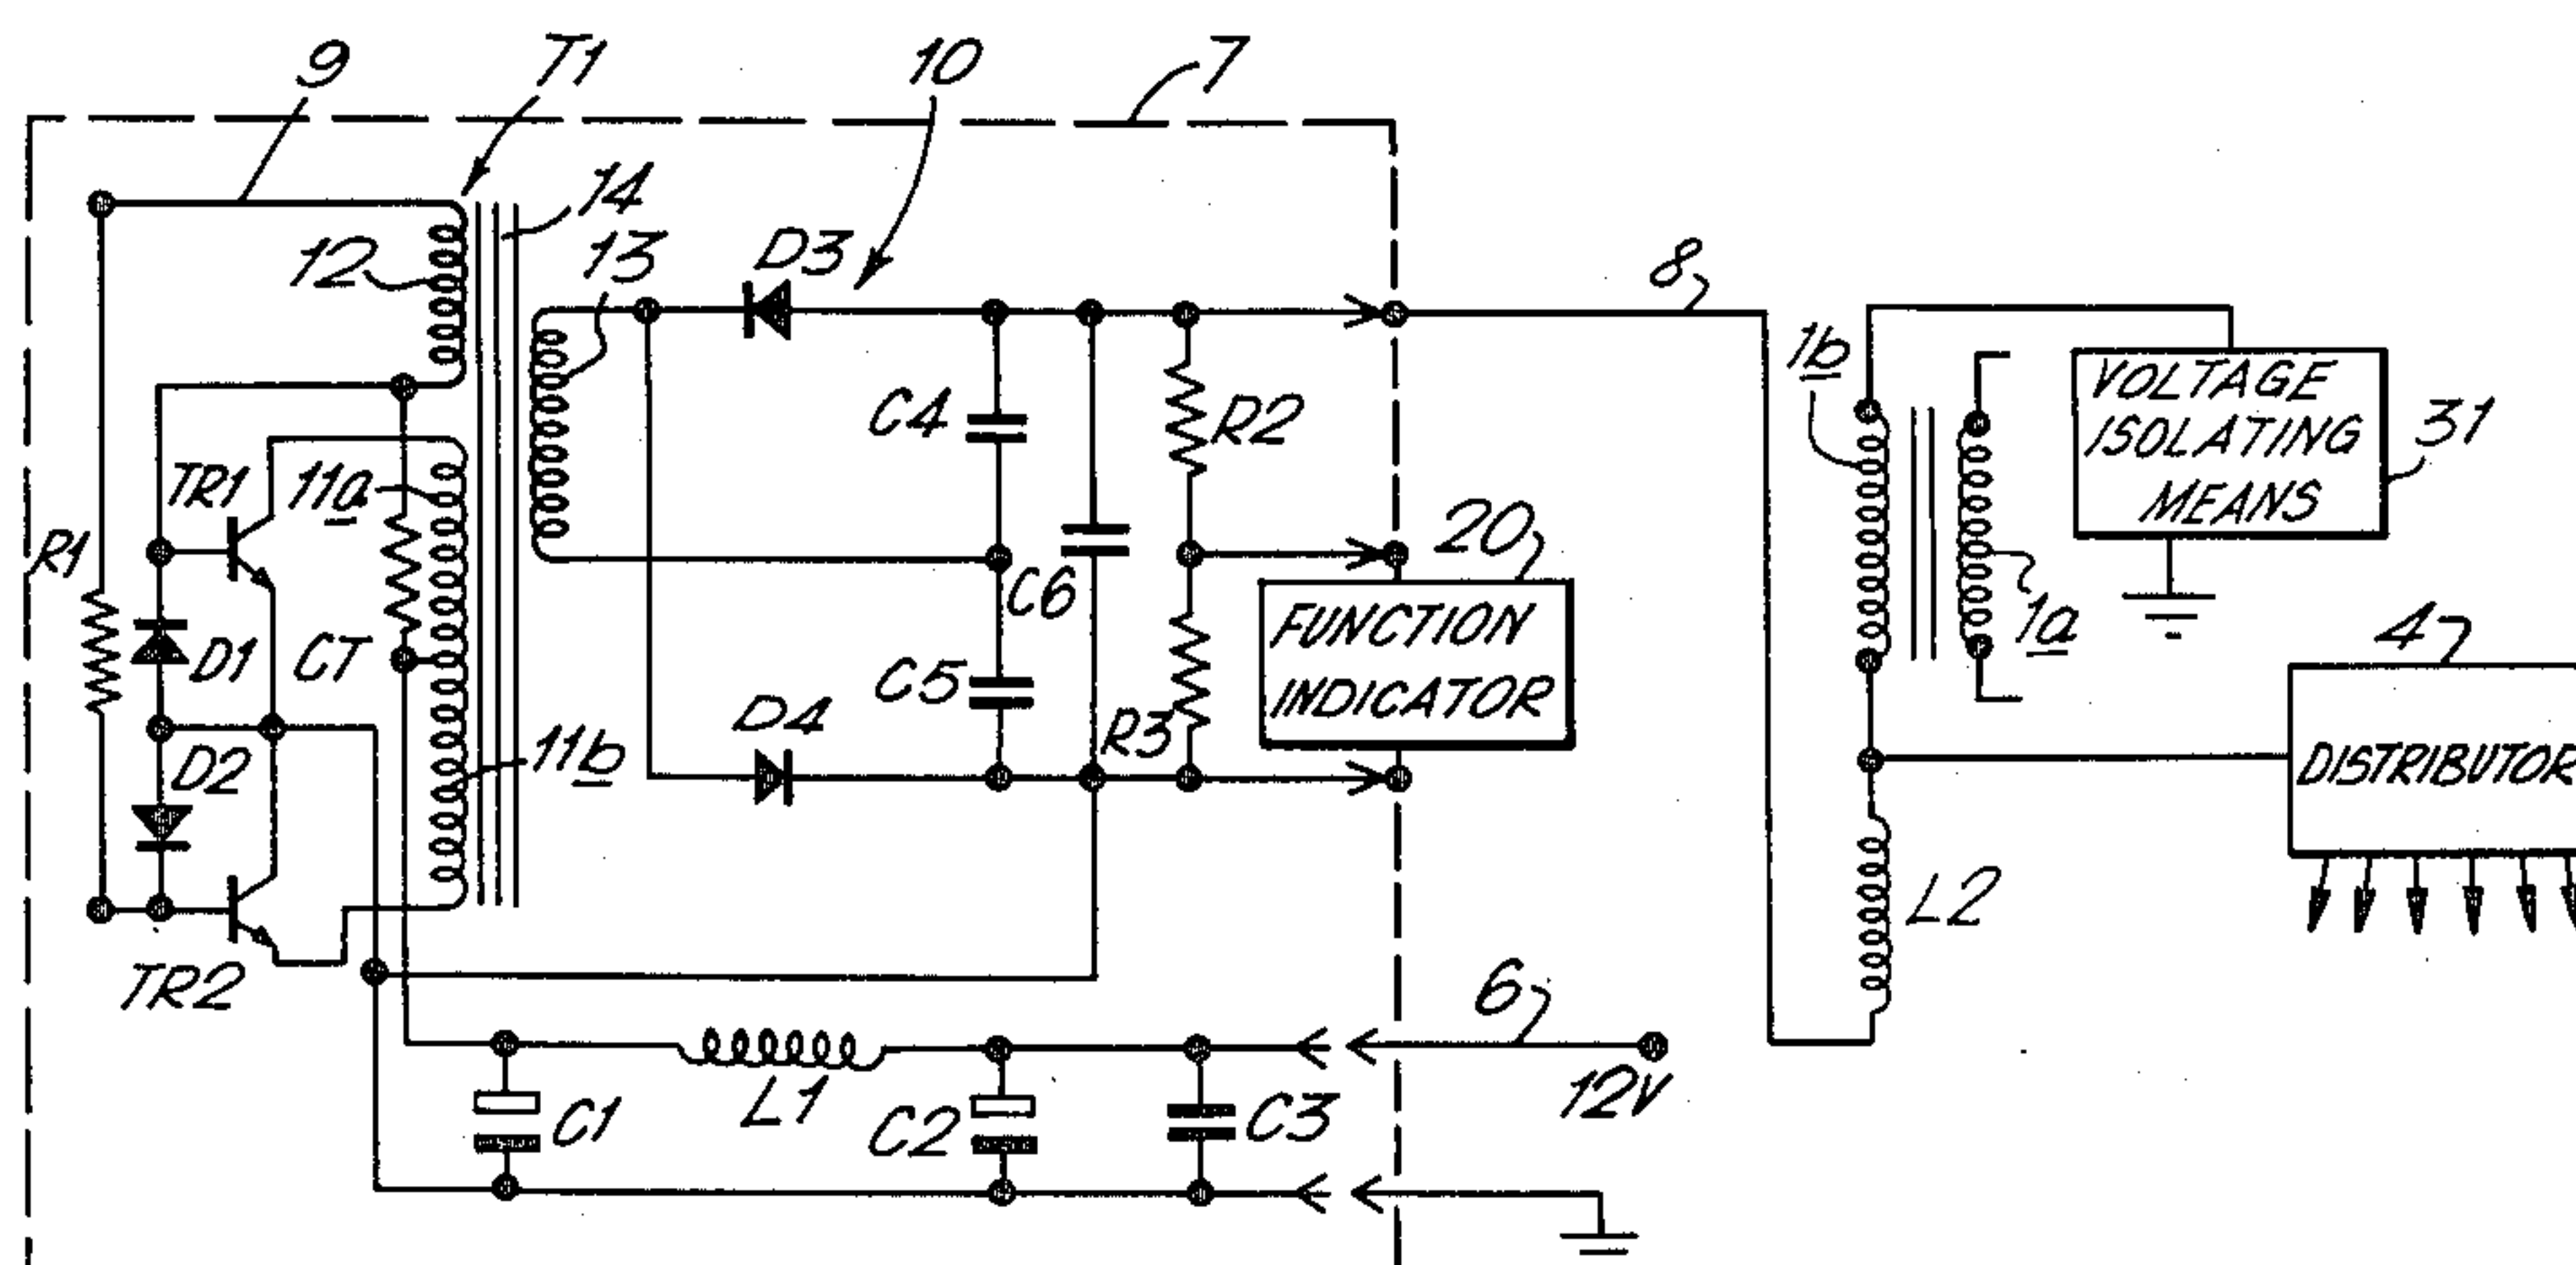 9
T1
10
7
14
12
13
D3
8
1b
VOLTAGE
ISOLATING
MEANS
31
C4
R2
TR1
11a
20
R1
C6
FUNCTION
INDICATOR
1a
4
D1
CT
C5
D4
R3
D2
11b
DISTRIBUTOR
L2
TR2
6
12V
C1
L1
C2
C3